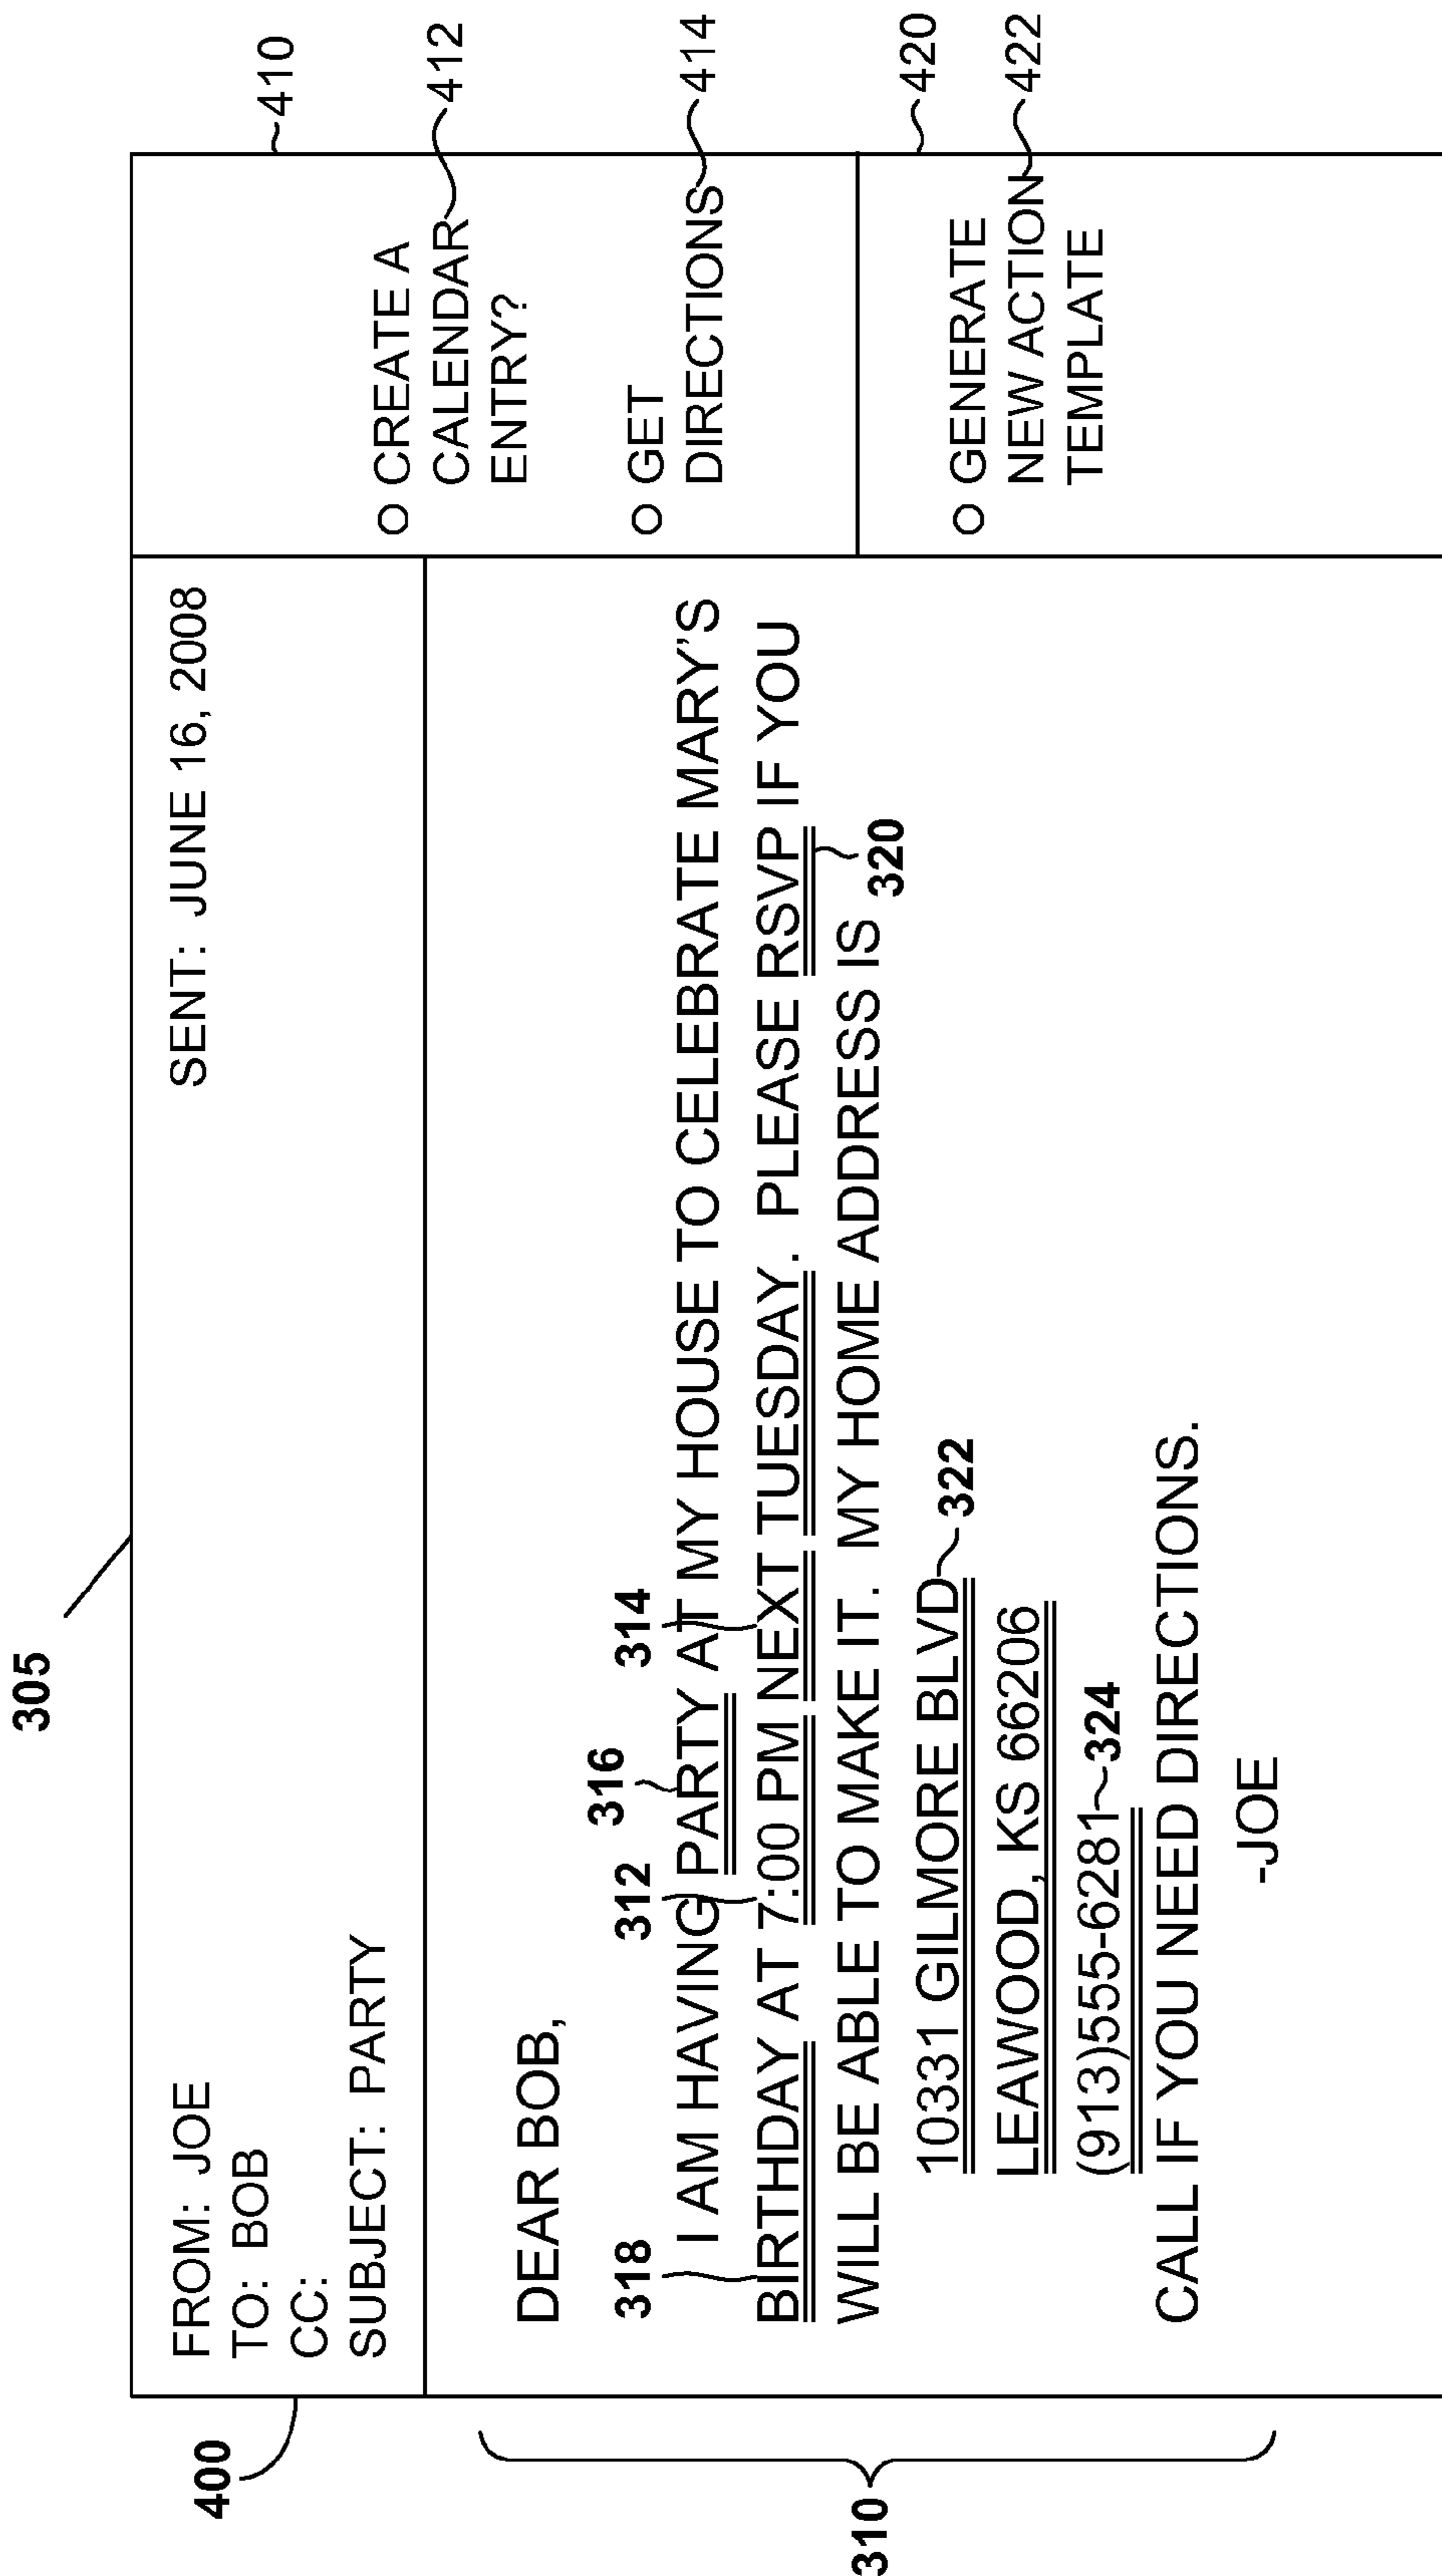 305
400
FROM: JOE
TO: BOB
CC:
SUBJECT: PARTY
SENT: JUNE 16, 2008
310
DEAR BOB,
318
312
316
314
I AM HAVING PARTY AT MY HOUSE TO CELEBRATE MARY'S
BIRTHDAY AT 7:00 PM NEXT TUESDAY. PLEASE RSVP IF YOU
WILL BE ABLE TO MAKE IT. MY HOME ADDRESS IS
320
10331 GILMORE BLVD
322
LEAWOOD, KS 66206
(913)555-6281
324
CALL IF YOU NEED DIRECTIONS.
-JOE
410
O CREATE A
CALENDAR
ENTRY?
412
O GET
DIRECTIONS
414
420
O GENERATE
NEW ACTION
TEMPLATE
422